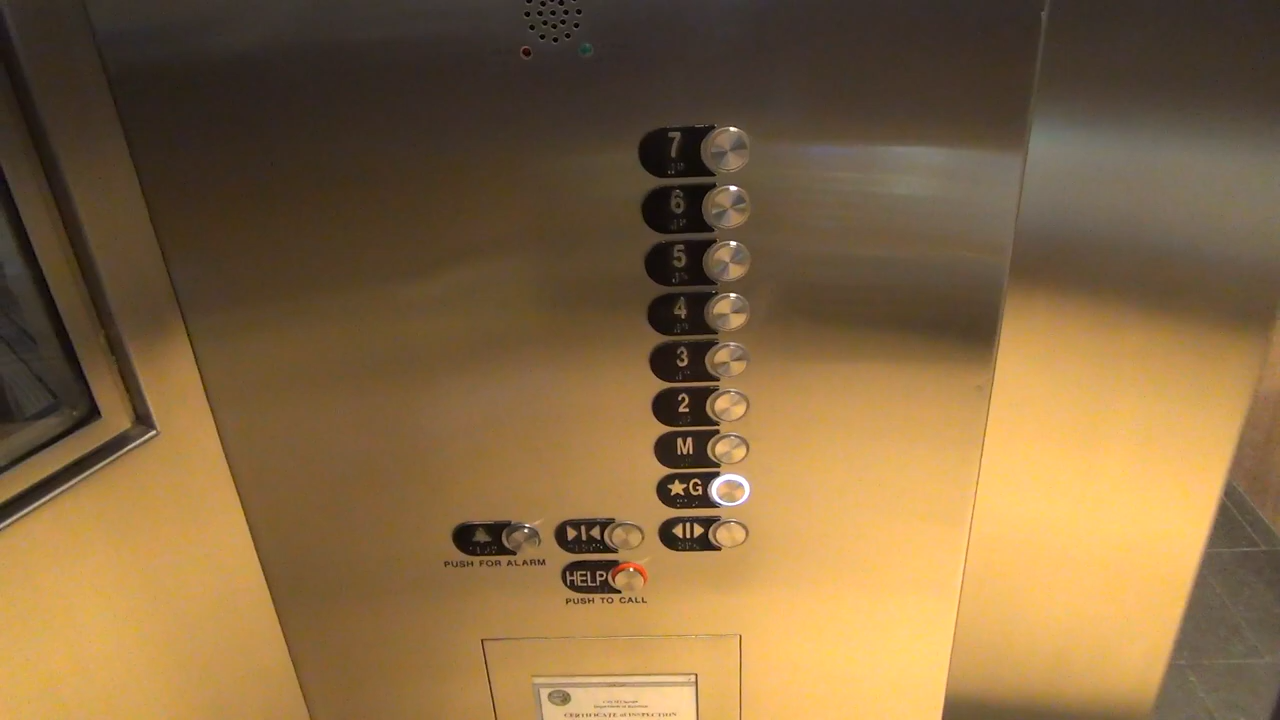 7
6
5
4
3
2
M
★G
PUSH FOR ALARM
HELP
PUSH TO CALL
CERTIFICATE of INSPECTION